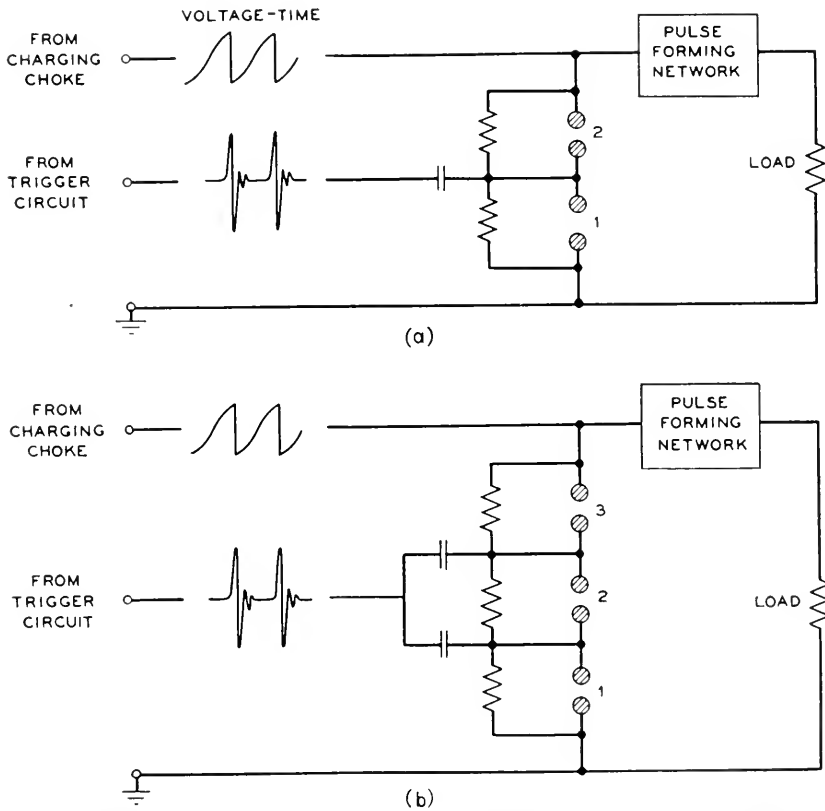 VOLTAGE-TIME
FROM
CHARGING
CHOKE
PULSE
FORMING
NETWORK
2
FROM
TRIGGER
CIRCUIT
LOAD
1
(a)
FROM
CHARGING
CHOKE
PULSE
FORMING
NETWORK
3
FROM
TRIGGER
CIRCUIT
2
LOAD
1
(b)